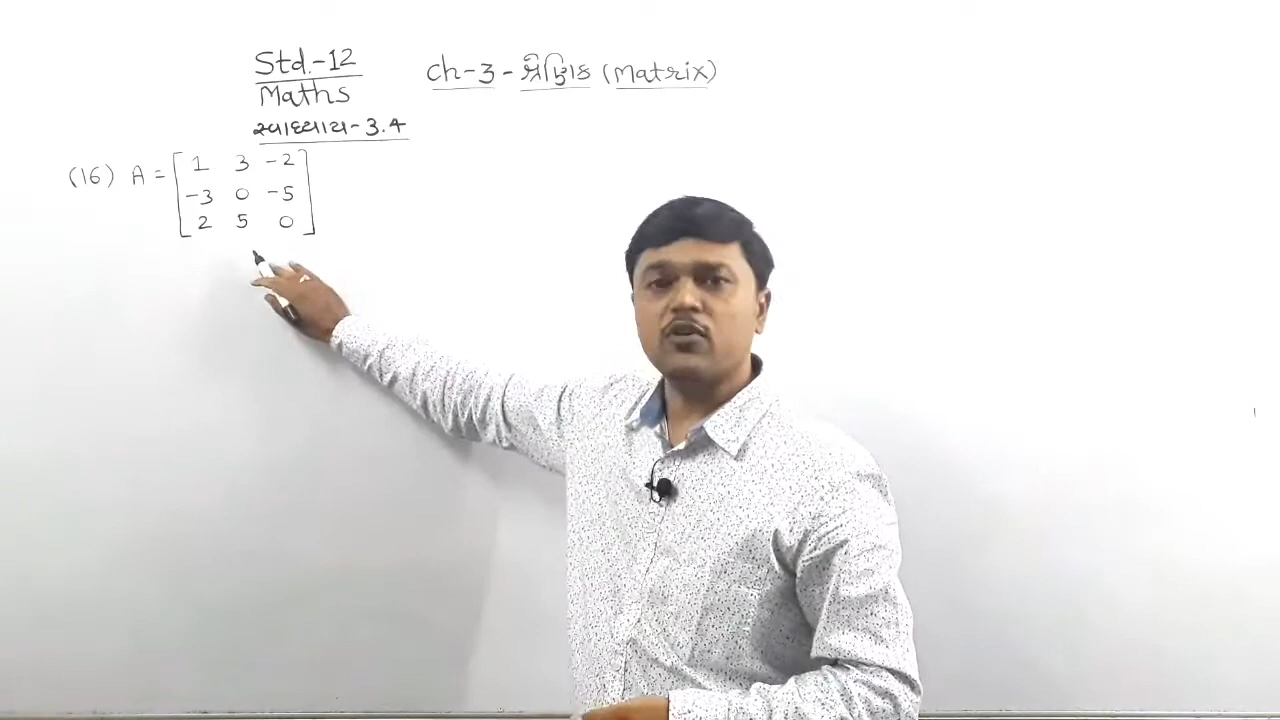 Std.-12 Ch-3 - શ્રેણિક (Matrix)
Maths
સ્વાધ્યાય - 3.4
(16) A = [ 1 3 -2
-3 0 -5
2 5 0 ]